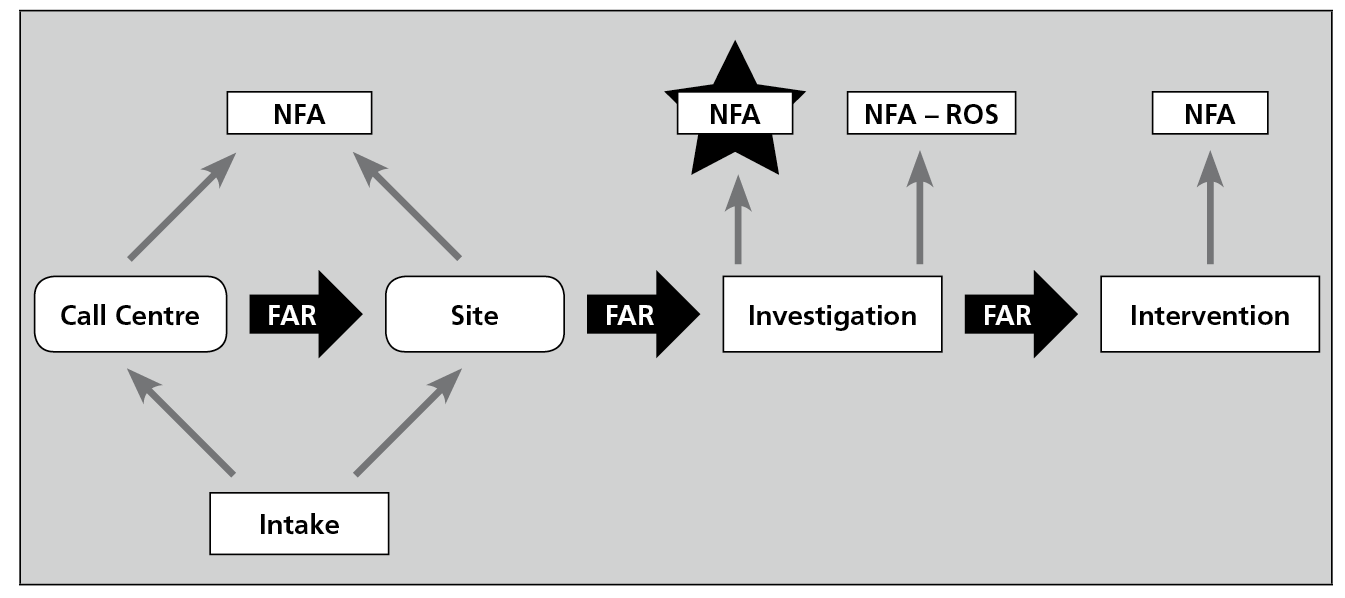 NFA
NFA
NFA – ROS
NFA
Call Centre
FAR
Site
FAR
Investigation
FAR
Intervention
Intake